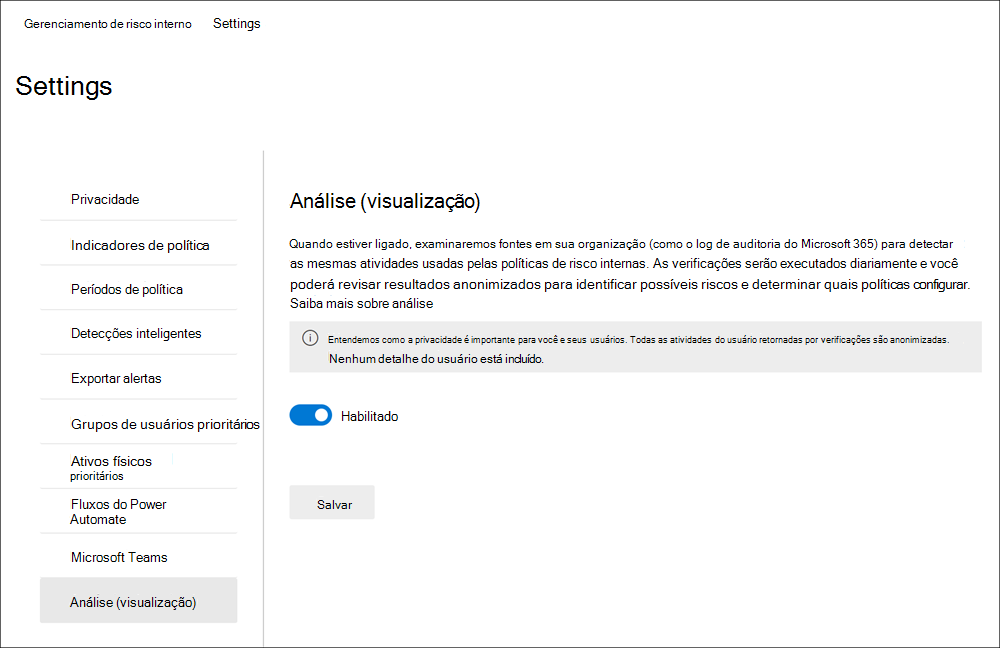 Gerenciamento de risco interno Settings
Settings
Privacidade
Indicadores de política
Períodos de política
Detecções inteligentes
Exportar alertas
Grupos de usuários prioritários
Ativos físicos
prioritários
Fluxos do Power
Automate
Microsoft Teams
Análise (visualização)
Análise (visualização)
Quando estiver ligado, examinaremos fontes em sua organização (como o log de auditoria do Microsoft 365) para detectar
as mesmas atividades usadas pelas políticas de risco internas. As verificações serão executados diariamente e você
poderá revisar resultados anonimizados para identificar possíveis riscos e determinar quais políticas configurar.
Saiba mais sobre análise
Entendemos como a privacidade é importante para você e seus usuários. Todas as atividades do usuário retornadas por verificações são anonimizadas.
Nenhum detalhe do usuário está incluído.
Habilitado
Salvar